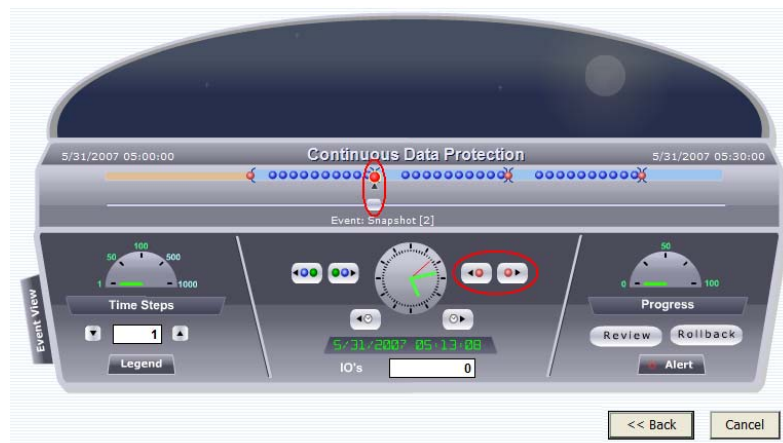 5/31/2007 05:00:00
Continuous Data Protection
5/31/2007 05:30:00
Event: Snapshot [2]
Event View
1
50
100
500
1000
Time Steps
1
Legend
5/31/2007 05:13:08
IO's
0
0
50
100
Progress
Review
Rollback
Alert
<< Back
Cancel